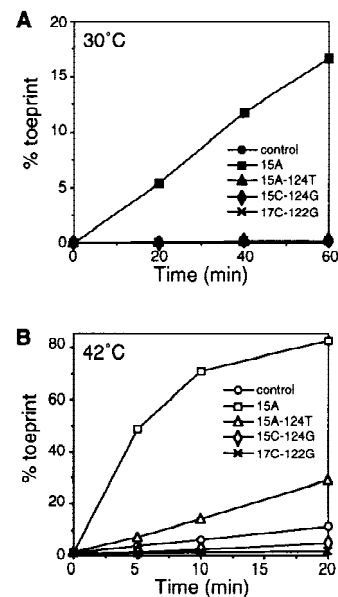 A
30°C
20
15
10
5
0
% toeprint
control
15A
15A-124T
15C-124G
17C-122G
0 20 40 60
Time (min)
B
42°C
80
60
40
20
0
% toeprint
control
15A
15A-124T
15C-124G
17C-122G
0 5 10 15 20
Time (min)